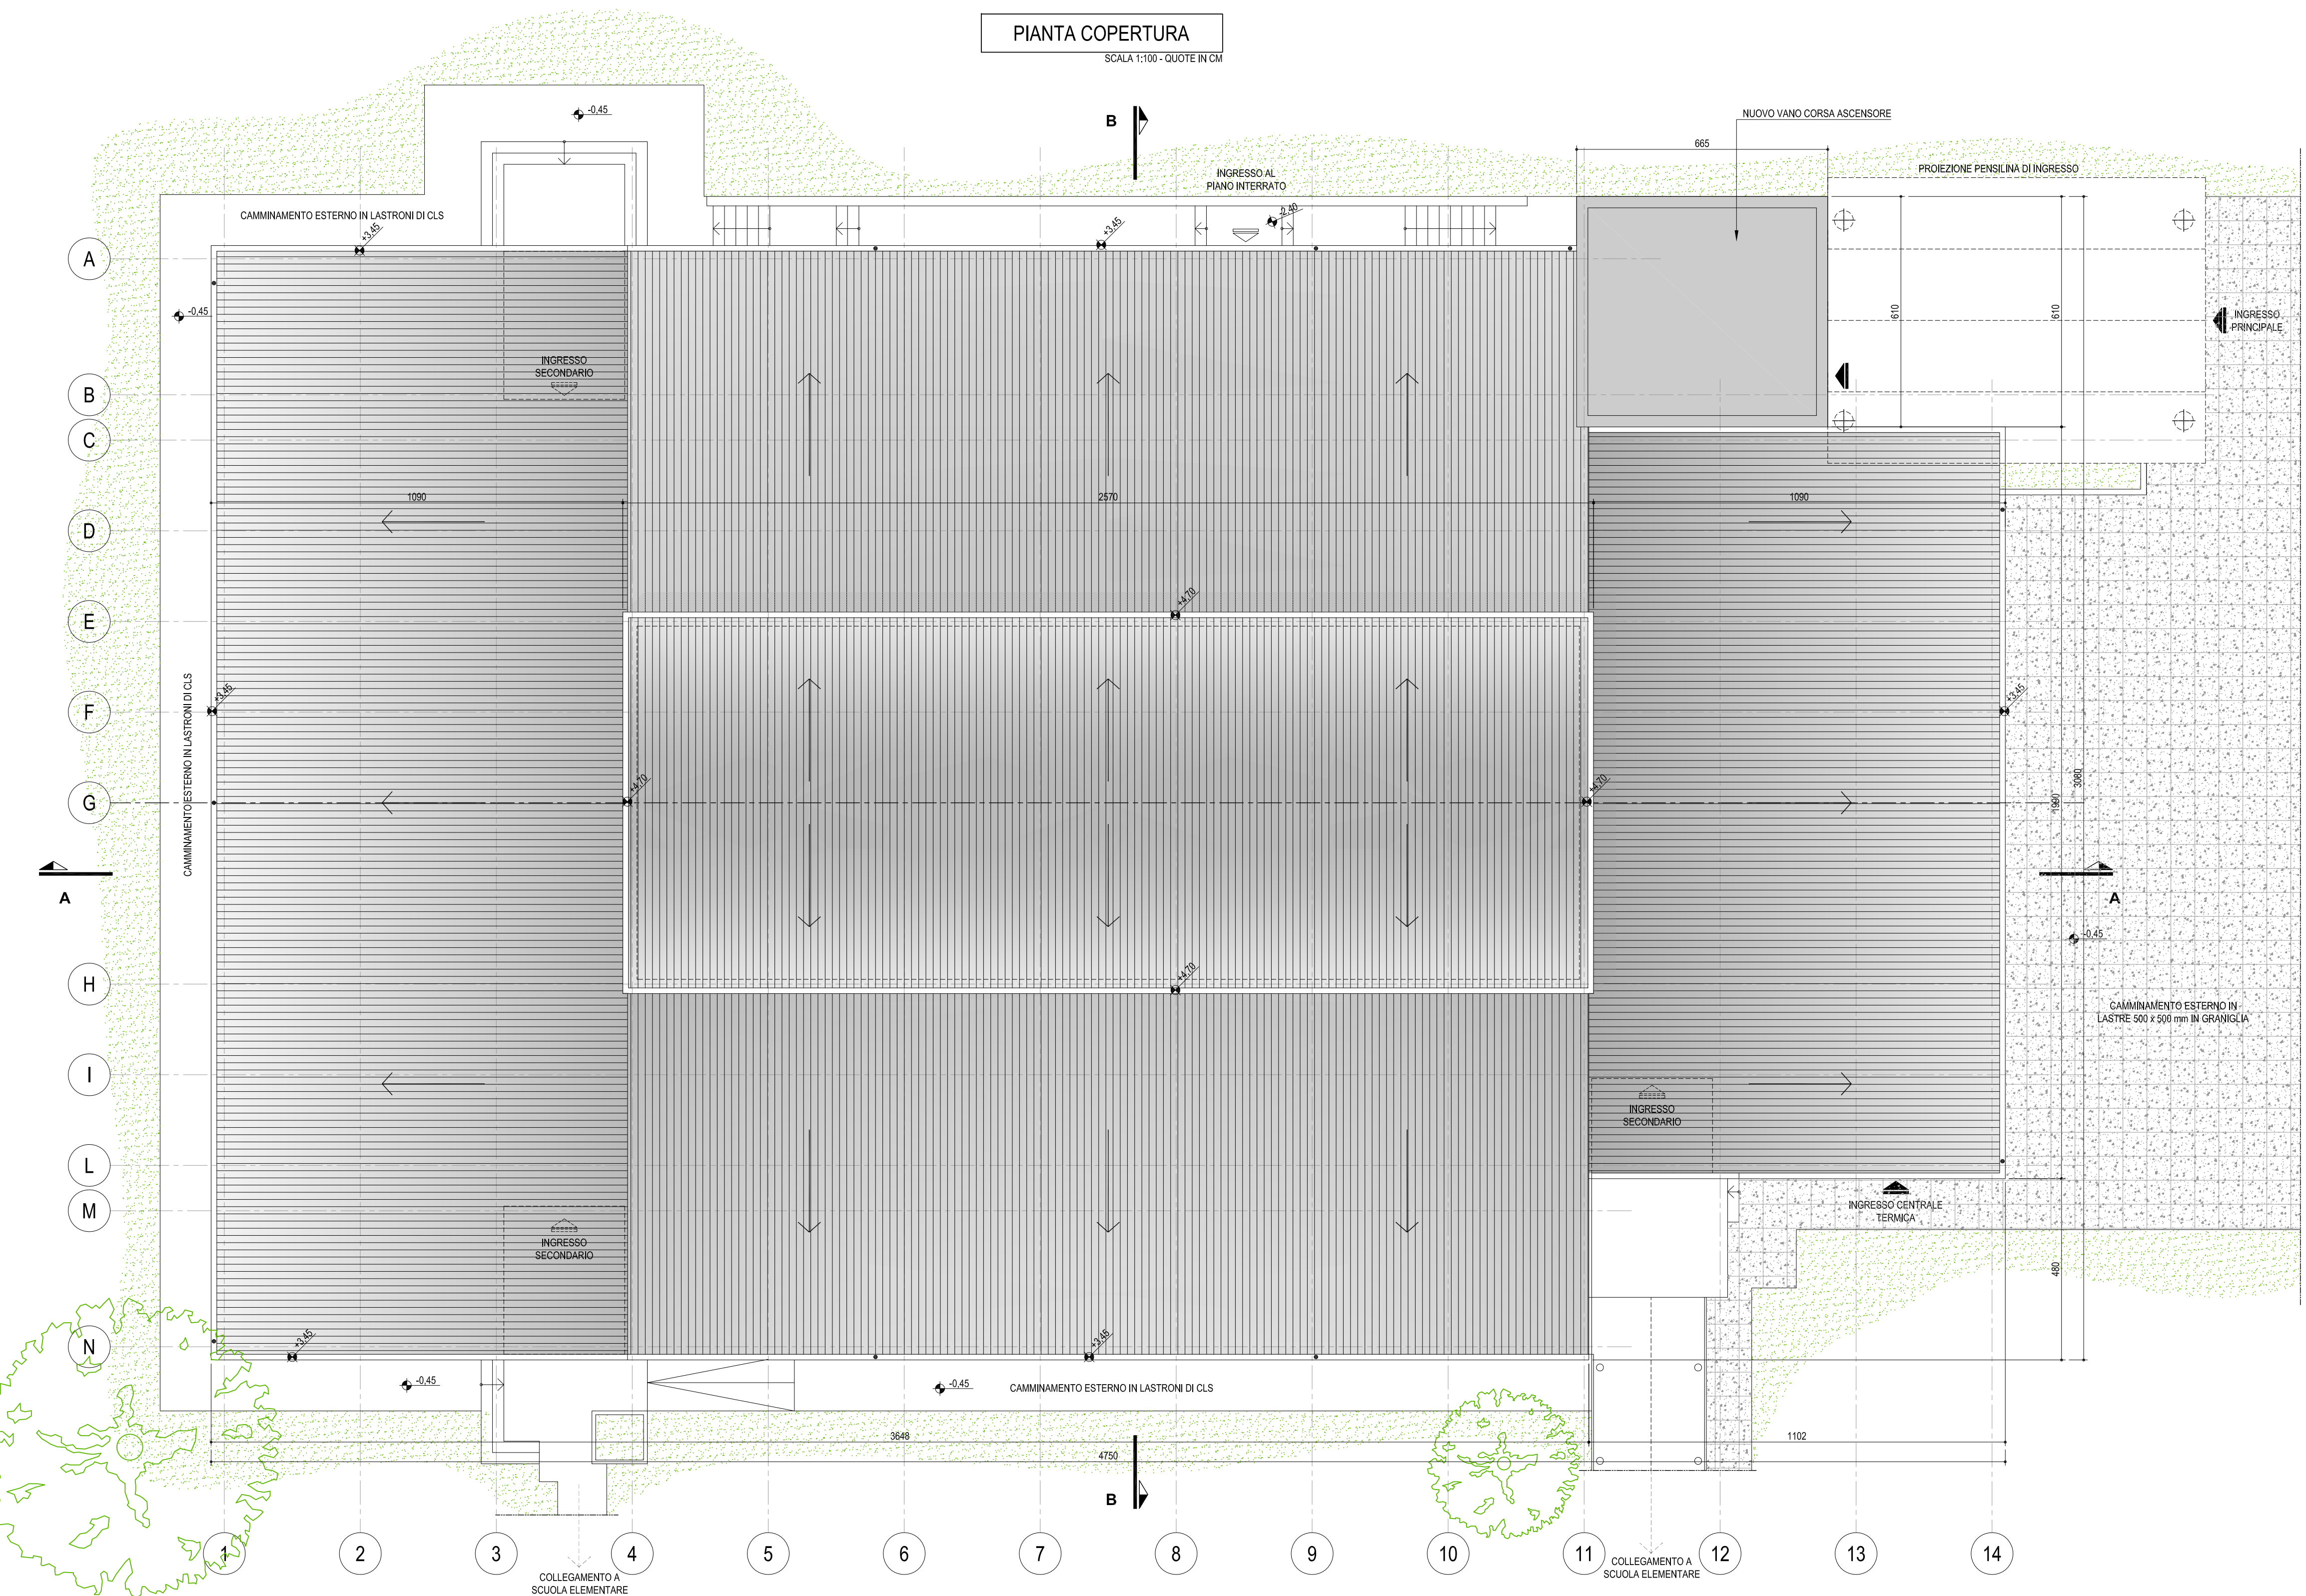 PIANTA COPERTURA
SCALA 1:100 - QUOTE IN CM
-0,45
B
NUOVO VANO CORSA ASCENSORE
665
INGRESSO AL
PIANO INTERRATO
PROIEZIONE PENSILINA DI INGRESSO
CAMMINAMENTO ESTERNO IN LASTRONI DI CLS
+3,45
+3,45
-2,40
A
-0,45
610
610
INGRESSO
PRINCIPALE
INGRESSO
SECONDARIO
B
C
1090
2570
1090
D
+4,70
E
CAMMINAMENTO ESTERNO IN LASTRONI DI CLS
+3,45
+3,45
F
+4,70
+4,70
3080
1990
G
A
A
-0,45
+4,70
H
CAMMINAMENTO ESTERNO IN
LASTRE 500 x 500 mm IN GRANIGLIA
I
INGRESSO
SECONDARIO
L
M
INGRESSO CENTRALE
TERMICA
INGRESSO
SECONDARIO
480
N
+3,45
+3,45
-0,45
-0,45
CAMMINAMENTO ESTERNO IN LASTRONI DI CLS
3648
1102
4750
B
1
2
3
4
5
6
7
8
9
10
11
12
13
14
COLLEGAMENTO A
SCUOLA ELEMENTARE
COLLEGAMENTO A
SCUOLA ELEMENTARE